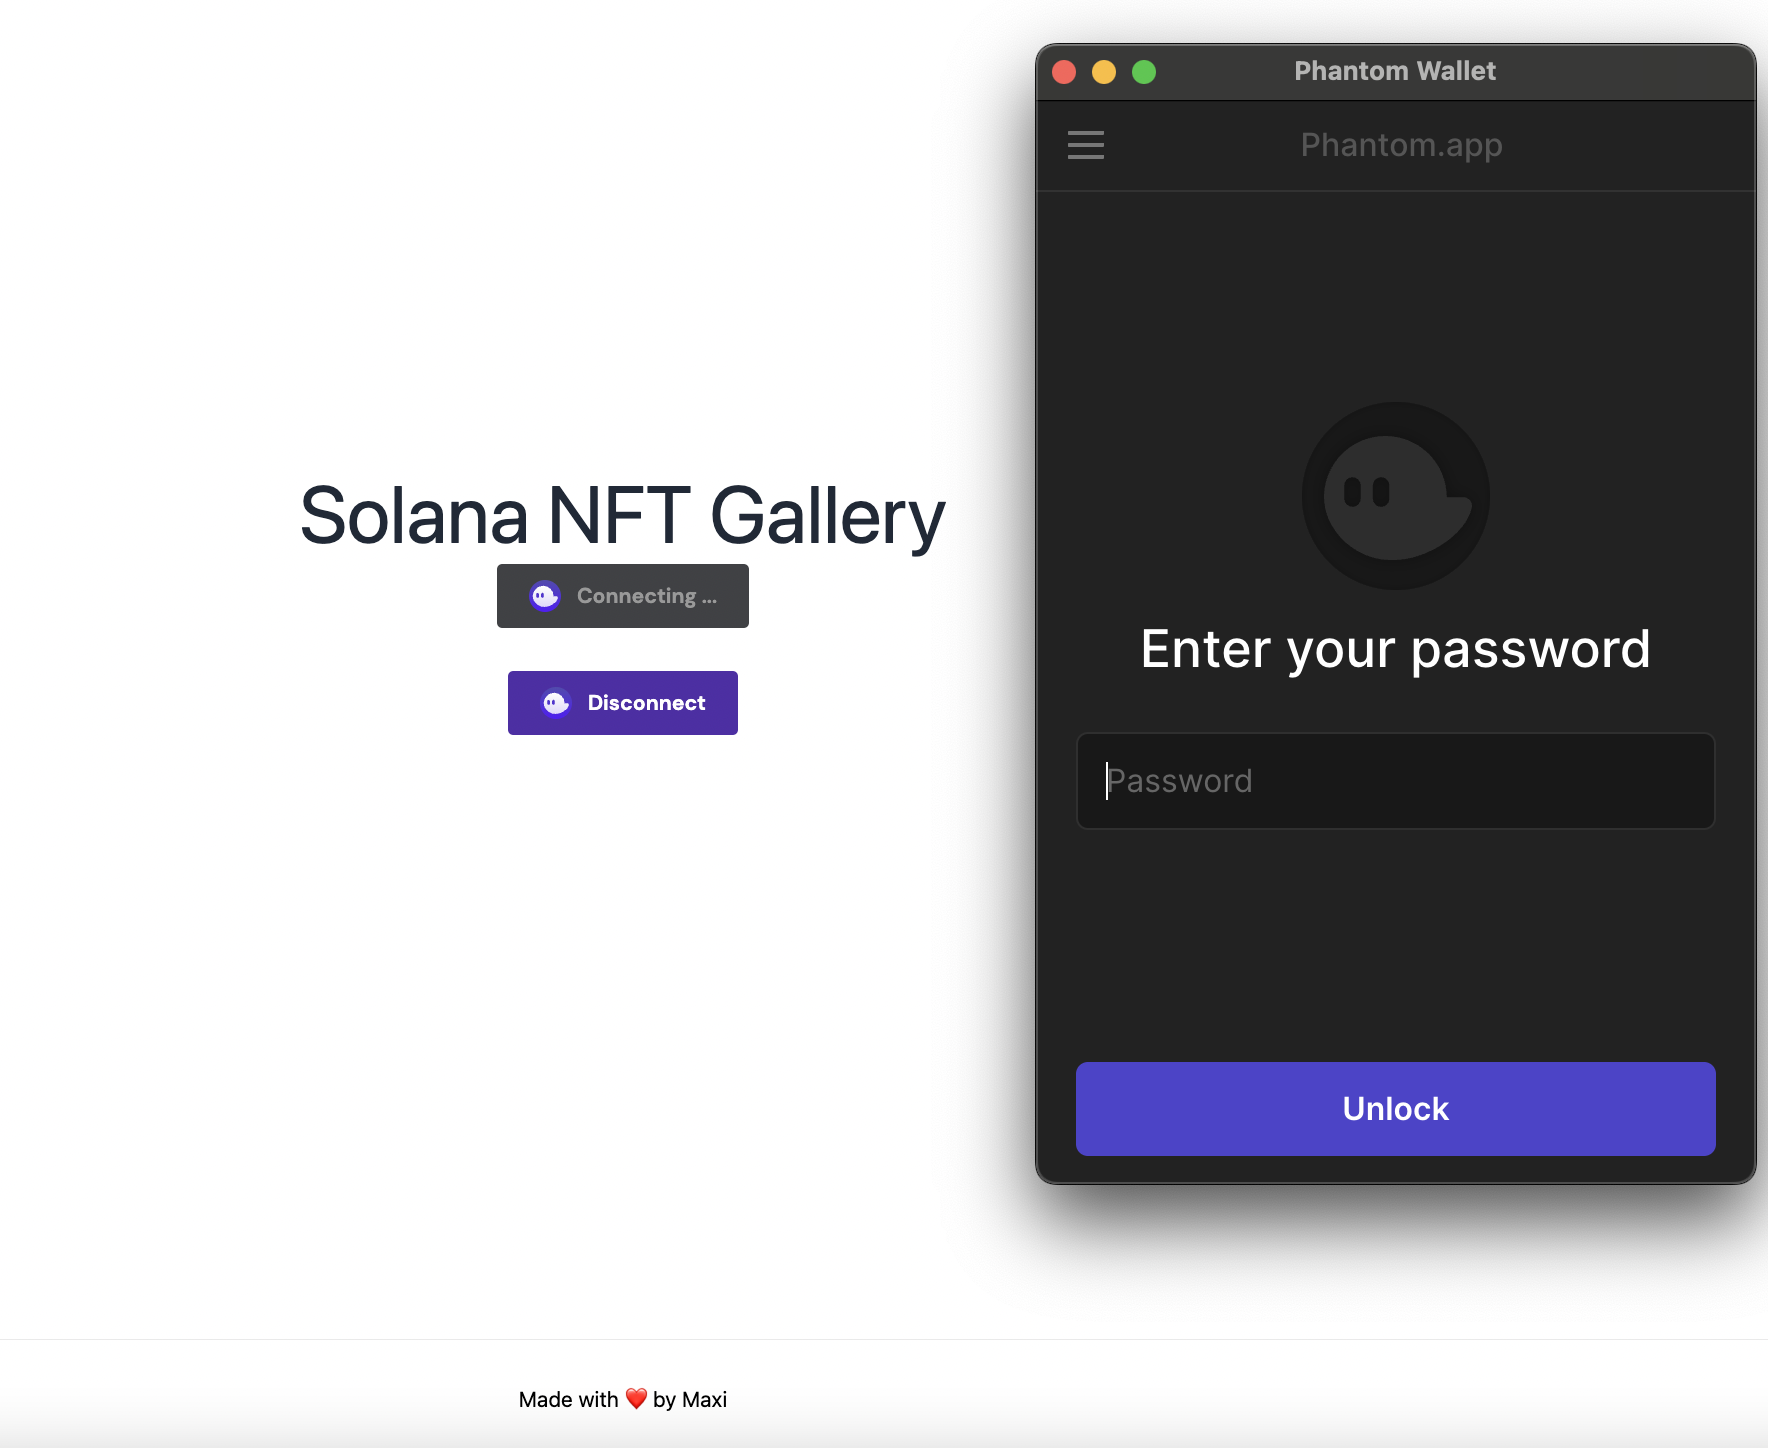 Solana NFT Gallery
Connecting ...
Disconnect
Made with ❤️ by Maxi
Phantom Wallet
Phantom.app
Enter your password
Password
Unlock